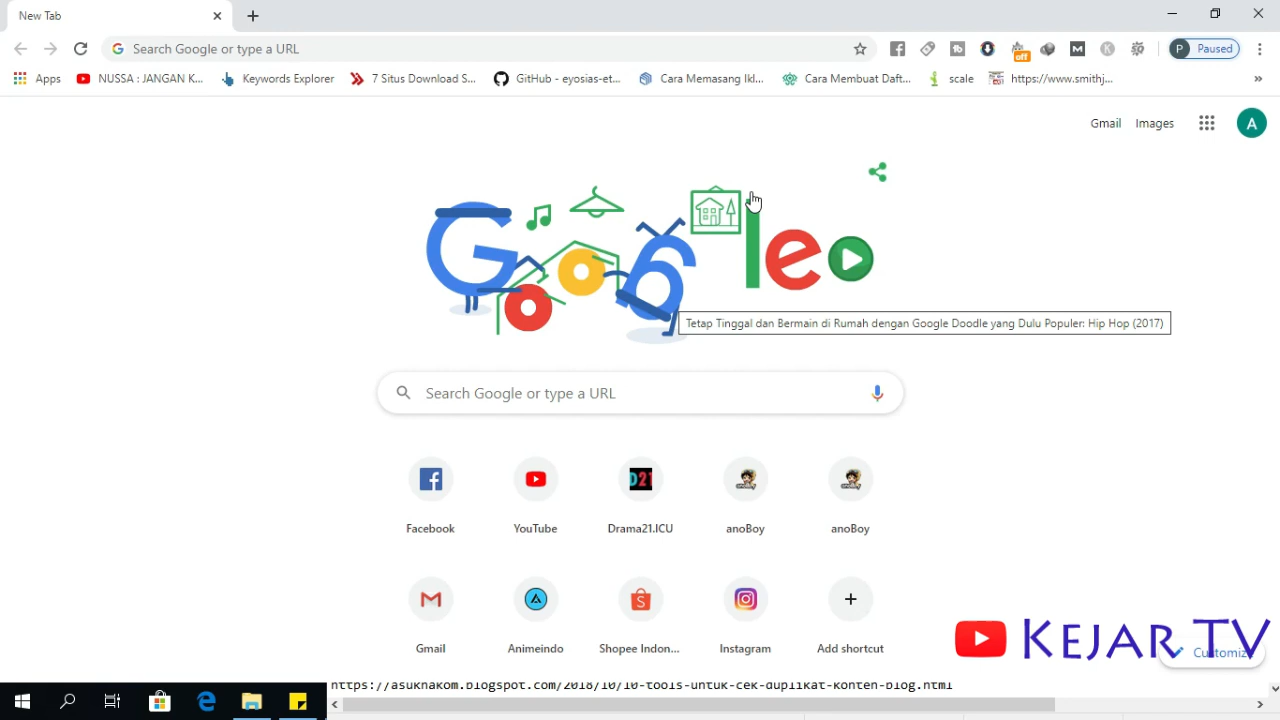 New Tab
Search Google or type a URL
off
P Paused
Apps NUSSA : JANGAN K... Keywords Explorer 7 Situs Download S... GitHub - eyosias-et... Cara Memasang Ikl... Cara Membuat Daft... scale https://www.smithj... »
Gmail Images A
Google
Tetap Tinggal dan Bermain di Rumah dengan Google Doodle yang Dulu Populer: Hip Hop (2017)
Search Google or type a URL
D21
Facebook YouTube Drama21.ICU anoBoy anoBoy
Gmail Animeindo Shopee Indon... Instagram Add shortcut
KEJAR TV
Customize
https://asuknakom.blogspot.com/2018/10/10-tools-untuk-cek-duplikat-konten-blog.html